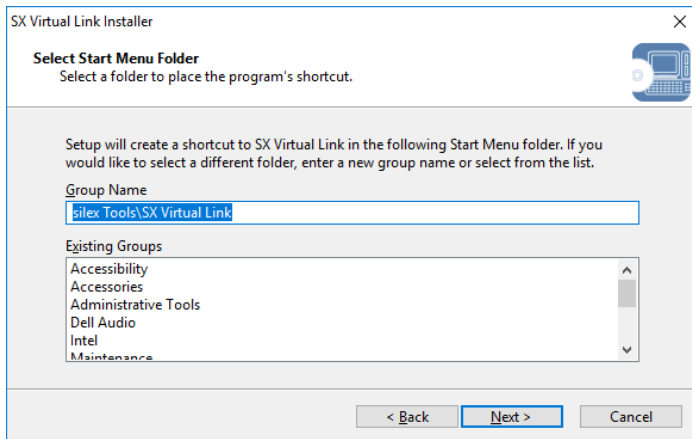 SX Virtual Link Installer
Select Start Menu Folder
Select a folder to place the program's shortcut.
Setup will create a shortcut to SX Virtual Link in the following Start Menu folder. If you
would like to select a different folder, enter a new group name or select from the list.
Group Name
silex Tools\SX Virtual Link
Existing Groups
Accessibility
Accessories
Administrative Tools
Dell Audio
Intel
Maintenance
< Back
Next >
Cancel